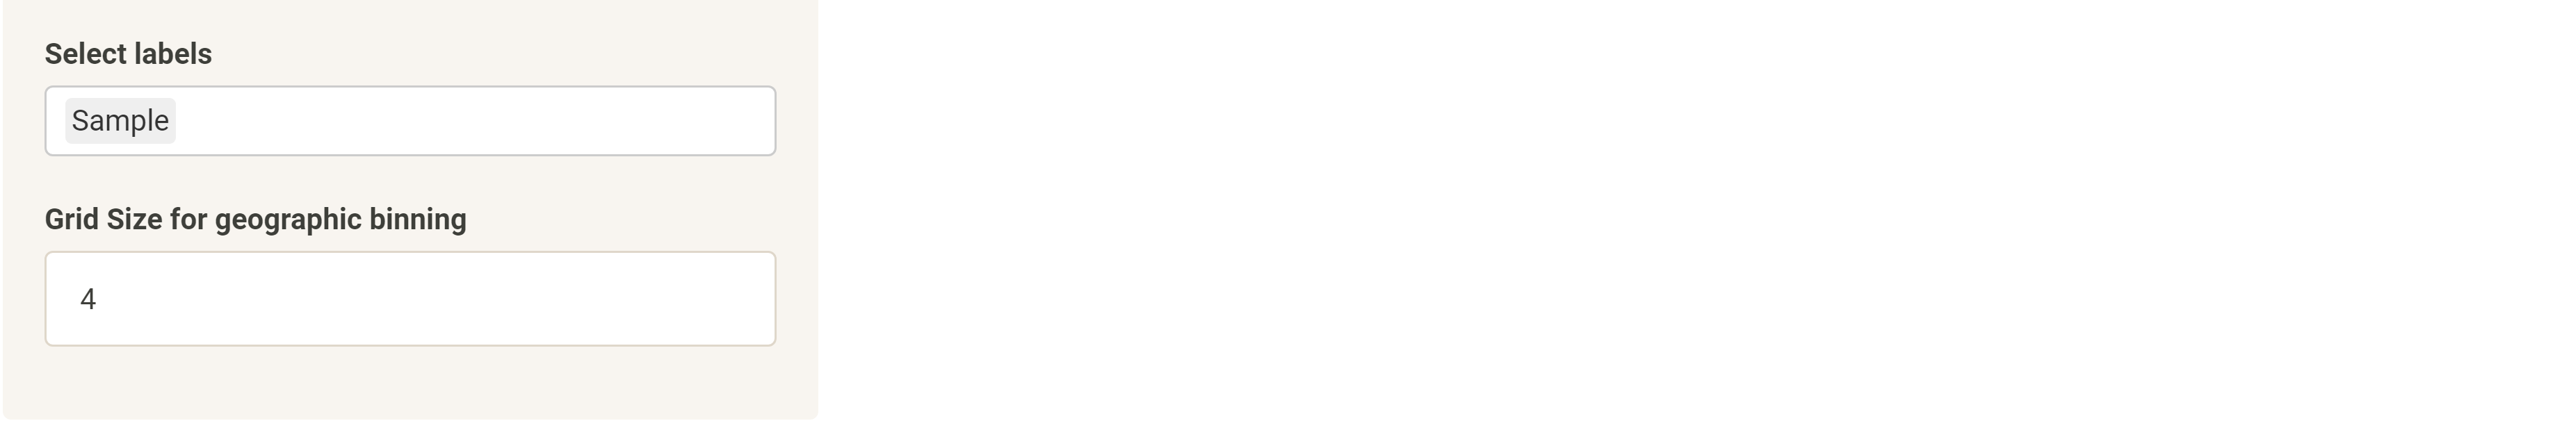 Select labels
Sample
Grid Size for geographic binning
4